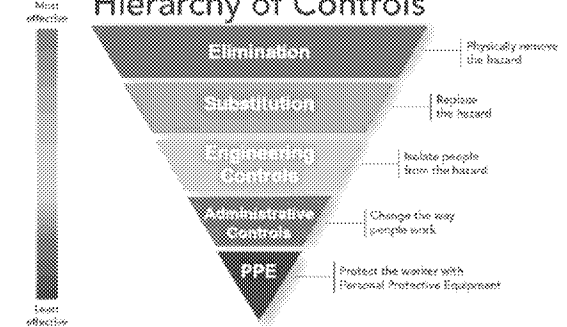 Hierarchy of Controls
Most
effective
Elimination
Physically remove
the hazard
Substitution
Replace
the hazard
Engineering
Controls
Isolate people
from the hazard
Administrative
Controls
Change the way
people work
PPE
Protect the worker with
Personal Protective Equipment
Least
effective